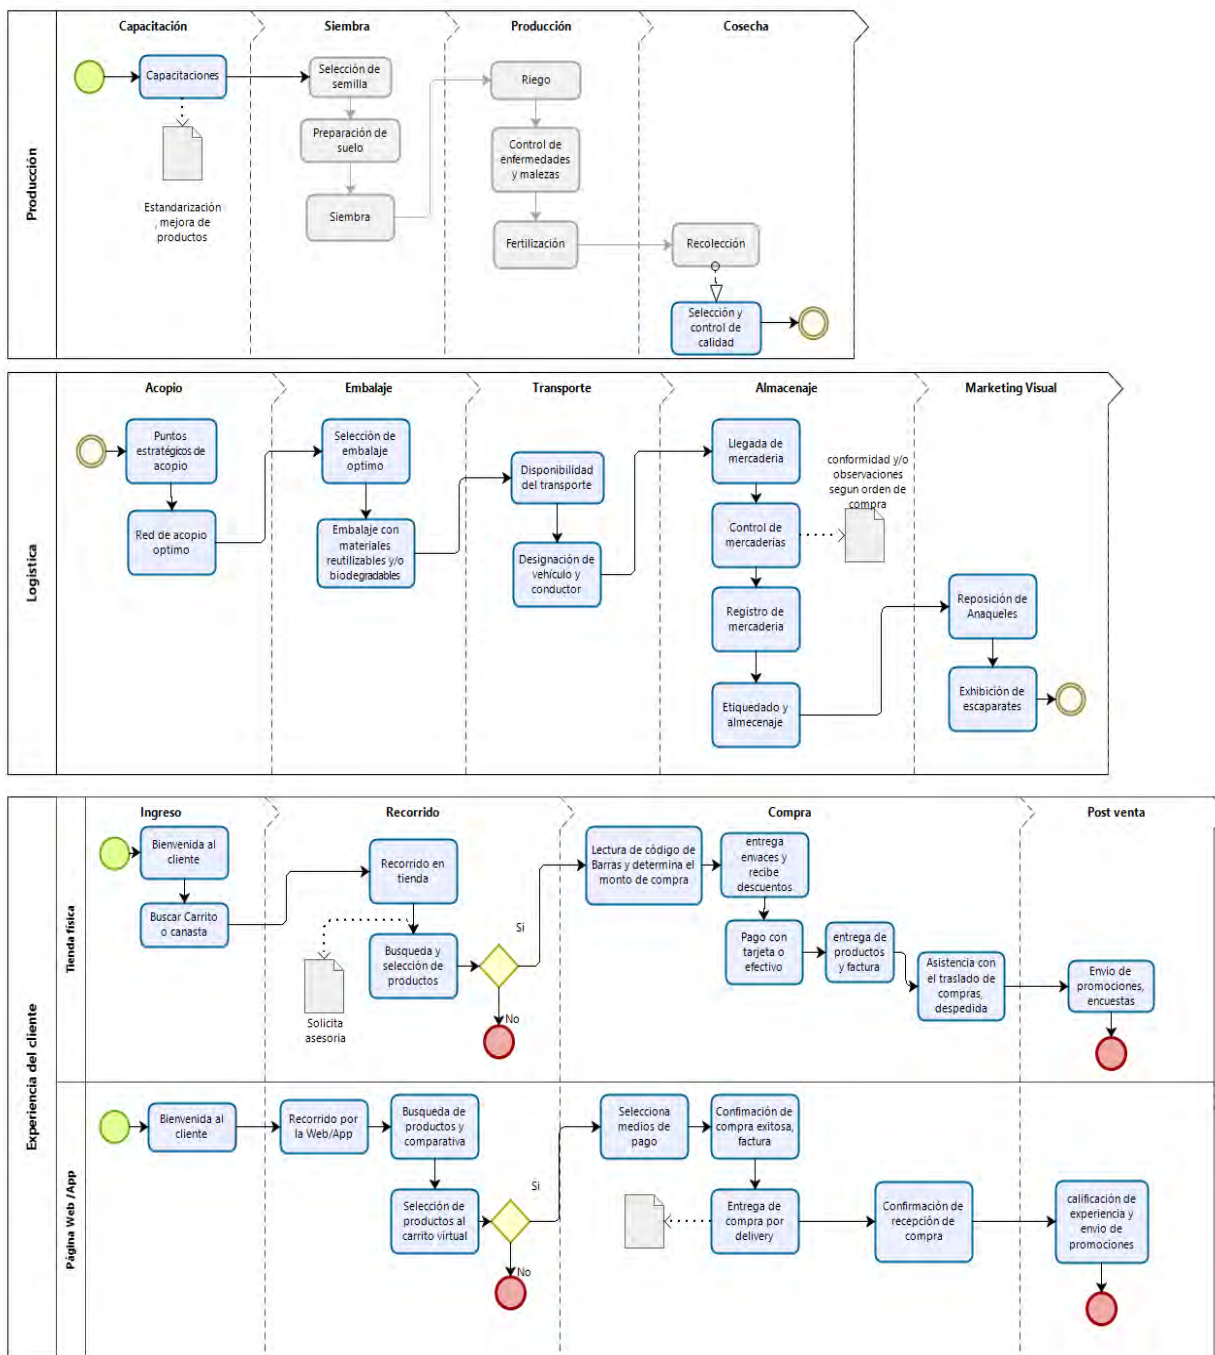 Producción
Capacitación
Siembra
Producción
Cosecha
Capacitaciones
Estandarización
, mejora de
productos
Selección de
semilla
Preparación de
suelo
Siembra
Riego
Control de
enfermedades
y malezas
Fertilización
Recolección
Selección y
control de
calidad
Logistica
Acopio
Embalaje
Transporte
Almacenaje
Marketing Visual
Puntos
estratégicos de
acopio
Red de acopio
optimo
Selección de
embalaje
optimo
Embalaje con
materiales
reutilizables y/o
biodegradables
Disponibilidad
del transporte
Designación de
vehículo y
conductor
Llegada de
mercaderia
conformidad y/o
observaciones
segun orden de
compra
Control de
mercaderias
Registro de
mercaderia
Etiquedado y
almecenaje
Reposición de
Anaqueles
Exhibición de
escaparates
Experiencia del cliente
Tienda física
Ingreso
Recorrido
Compra
Post venta
Bienvenida al
cliente
Buscar Carrito
o canasta
Recorrido en
tienda
Solicita
asesoria
Busqueda y
selección de
productos
Si
No
Lectura de código de
Barras y determina el
monto de compra
entrega
envaces y
recibe
descuentos
Pago con
tarjeta o
efectivo
entrega de
productos
y factura
Asistencia con
el traslado de
compras,
despedida
Envio de
promociones,
encuestas
Página Web /App
Bienvenida al
cliente
Recorrido por
la Web/App
Busqueda de
productos y
comparativa
Selección de
productos al
carrito virtual
Si
No
Selecciona
medios de
pago
Confimación de
compra exitosa,
factura
Entrega de
compra por
delivery
Confirmación de
recepción de
compra
calificación de
experiencia y
envio de
promociones